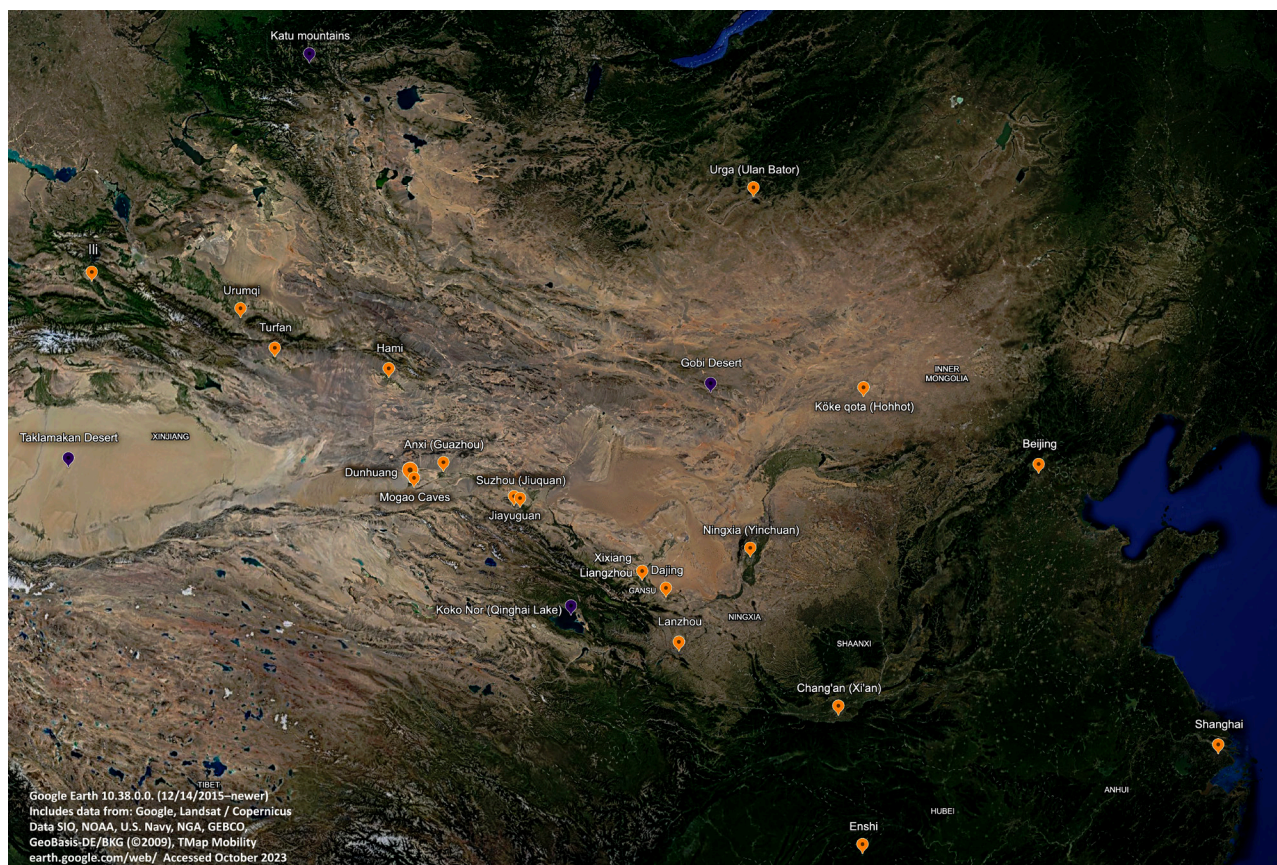 Katu mountains
Urga (Ulan Bator)
Ili
Urumqi
Turfan
Hami
Gobi Desert
INNER
MONGOLIA
Köke qota (Hohhot)
Taklamakan Desert
XINJIANG
Anxi (Guazhou)
Beijing
Dunhuang
Mogao Caves
Suzhou (Jiuquan)
Jiayuguan
Ningxia (Yinchuan)
Xixiang
Liangzhou
Dajing
GANSU
Koko Nor (Qinghai Lake)
NINGXIA
Lanzhou
SHAANXI
Chang'an (Xi'an)
Shanghai
TIBET
ANHUI
HUBEI
Enshi
Google Earth 10.38.0.0. (12/14/2015–newer)
Includes data from: Google, Landsat / Copernicus
Data SIO, NOAA, U.S. Navy, NGA, GEBCO,
GeoBasis-DE/BKG (©2009), TMap Mobility
earth.google.com/web/ Accessed October 2023